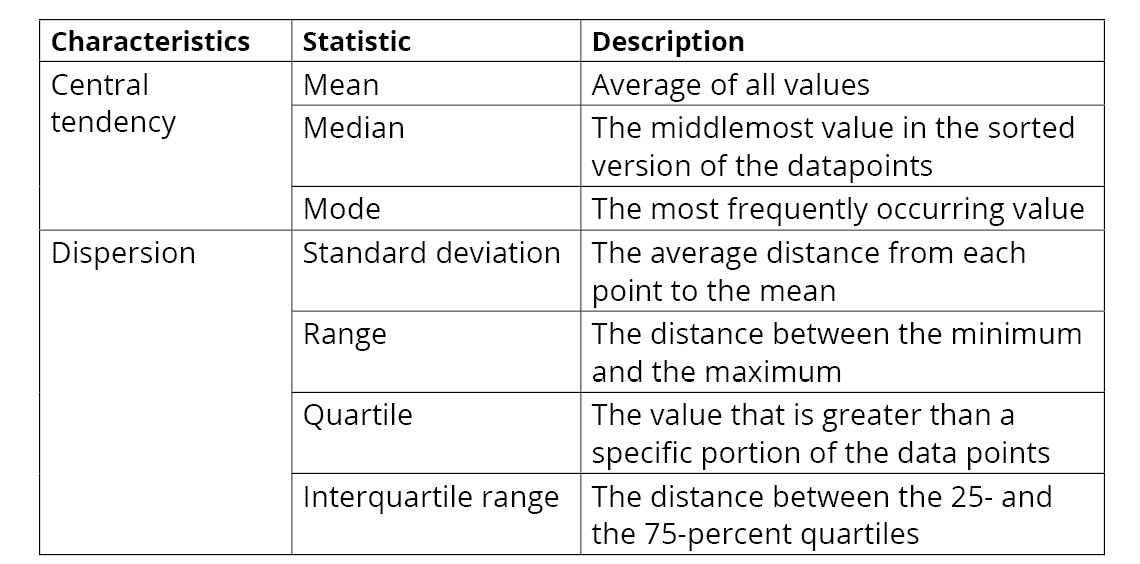 Characteristics Statistic Description
Central tendency Mean Average of all values
Median The middlemost value in the sorted
version of the datapoints
Mode The most frequently occurring value
Dispersion Standard deviation The average distance from each
point to the mean
Range The distance between the minimum
and the maximum
Quartile The value that is greater than a
specific portion of the data points
Interquartile range The distance between the 25- and
the 75-percent quartiles